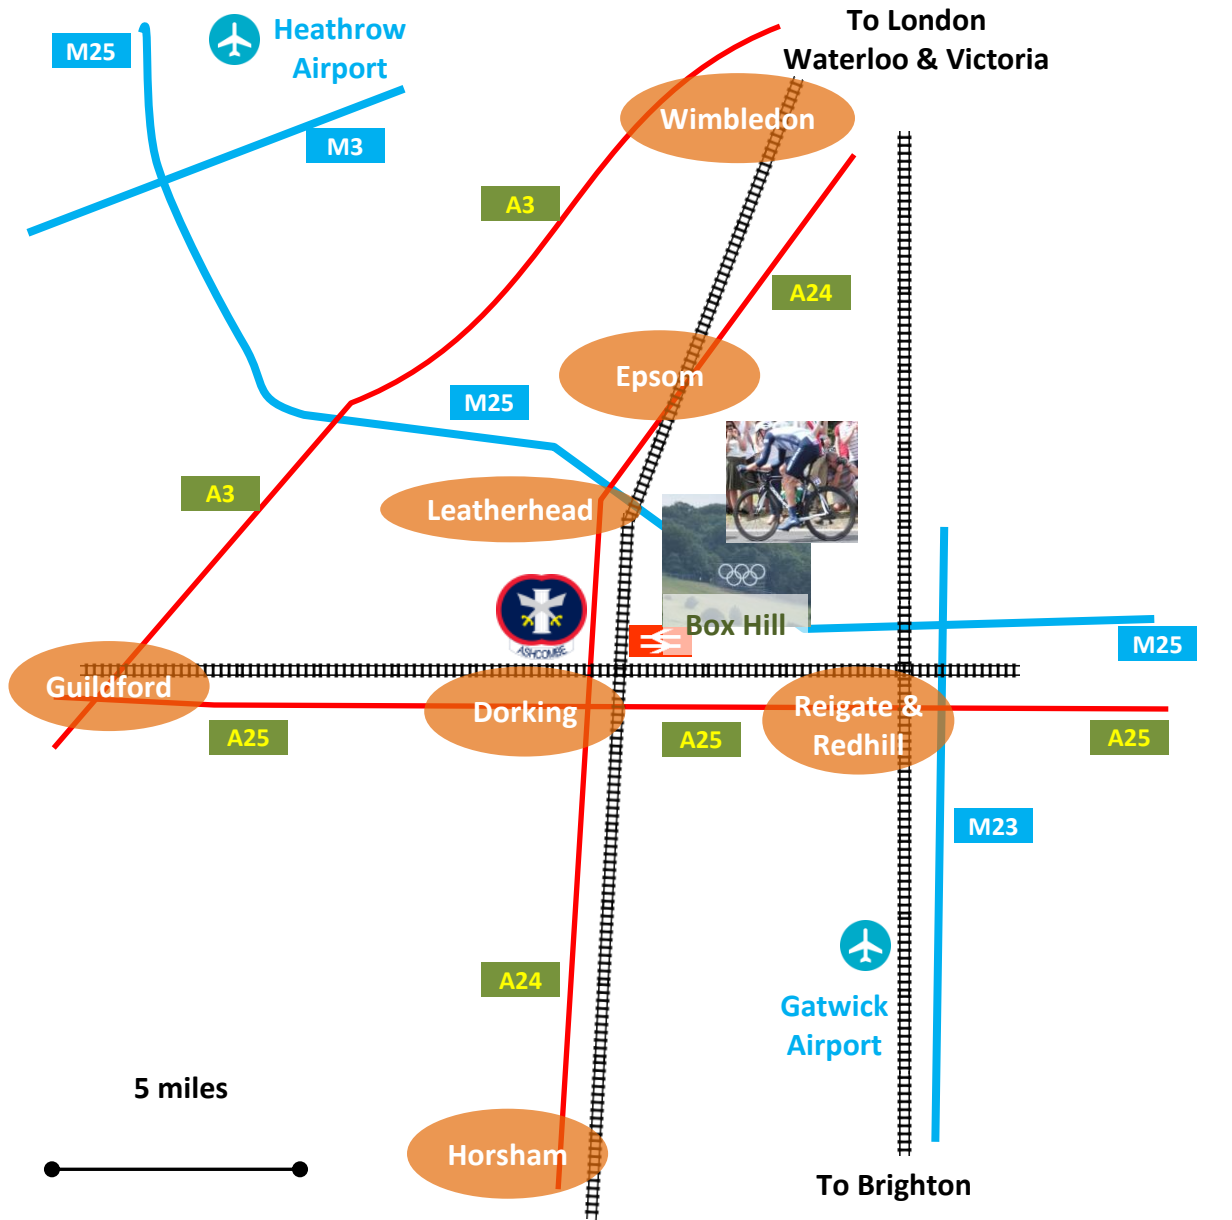 To London
Waterloo & Victoria
M25
Heathrow
Airport
M3
Wimbledon
A3
A24
Epsom
M25
A3
Leatherhead
ASHCOMBE
Box Hill
M25
Guildford
Dorking
Reigate &
Redhill
A25
A25
A25
M23
A24
Gatwick
Airport
5 miles
Horsham
To Brighton